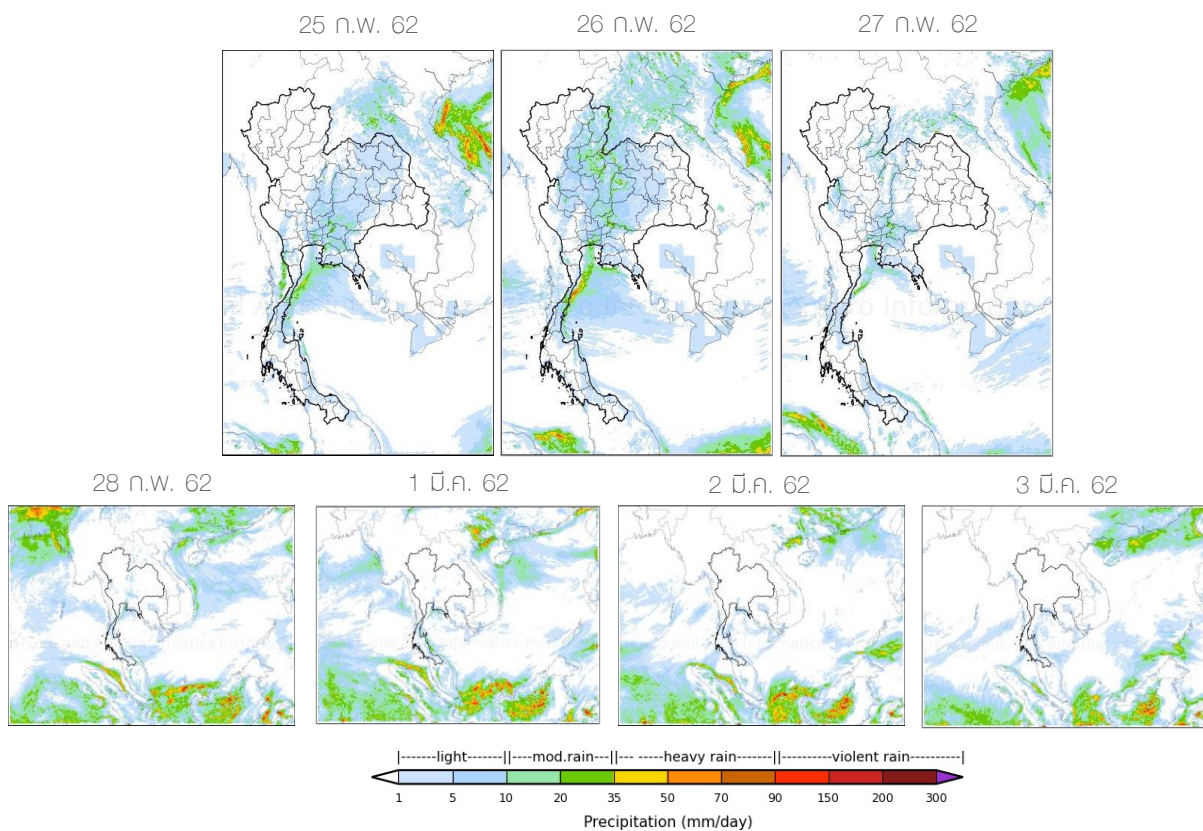 25 ก.พ. 62
26 ก.พ. 62
27 ก.พ. 62
28 ก.พ. 62
1 มี.ค. 62
2 มี.ค. 62
3 มี.ค. 62
|------light------||---mod.rain---||--- -----heavy rain------||-------------violent rain-------------|
1 5 10 20 35 50 70 90 150 200 300
Precipitation (mm/day)